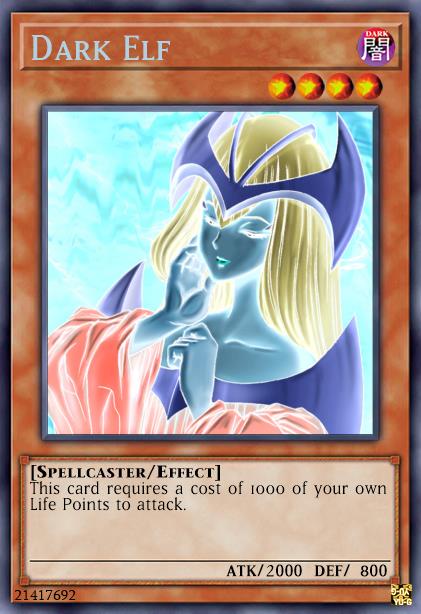 Dark Elf
DARK
闇
[Spellcaster/Effect]
This card requires a cost of 1000 of your own
Life Points to attack.
ATK/2000 DEF/ 800
21417692